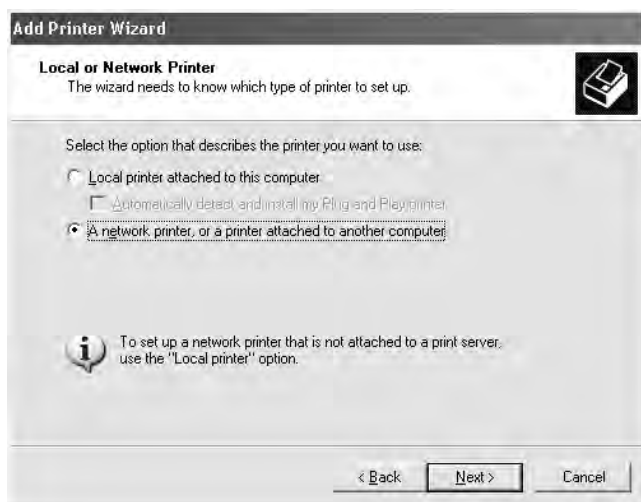 Add Printer Wizard
Local or Network Printer
The wizard needs to know which type of printer to set up.
Select the option that describes the printer you want to use:
Local printer attached to this computer
Automatically detect and install my Plug and Play printer
A network printer, or a printer attached to another computer
To set up a network printer that is not attached to a print server,
use the "Local printer" option.
< Back
Next >
Cancel